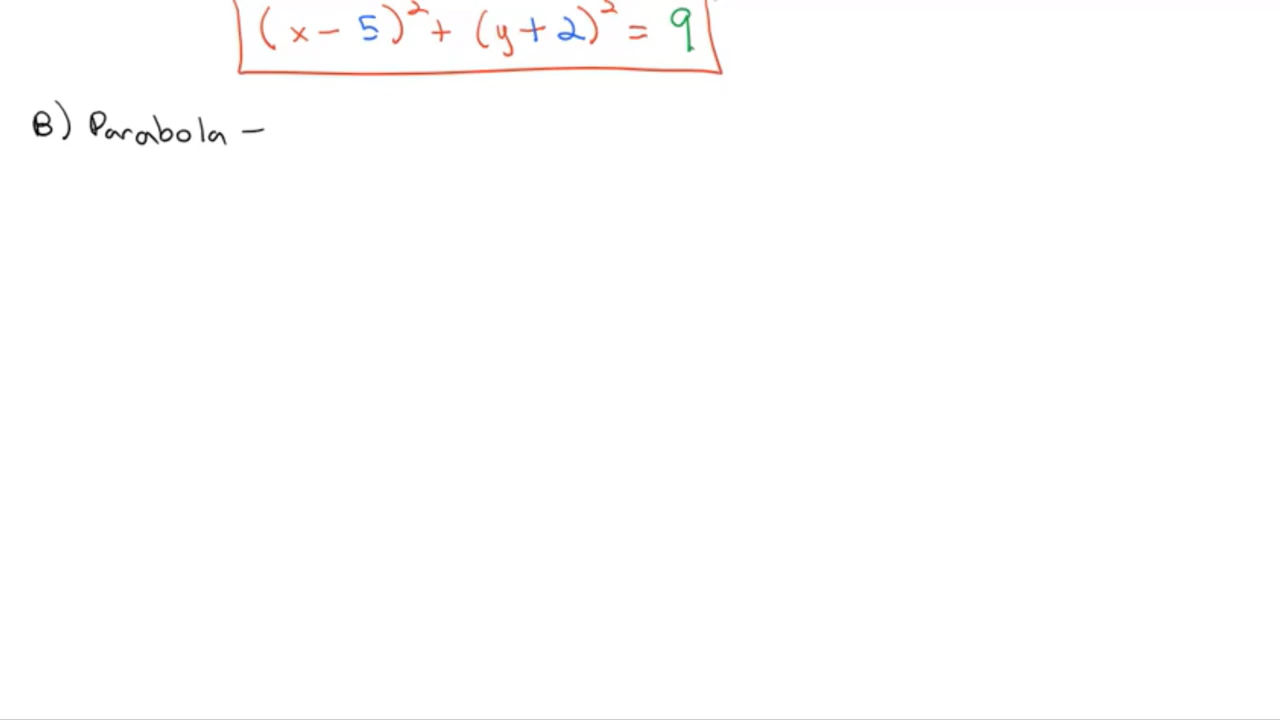 (x - 5)² + (y + 2)² = 9
B) Parabola -